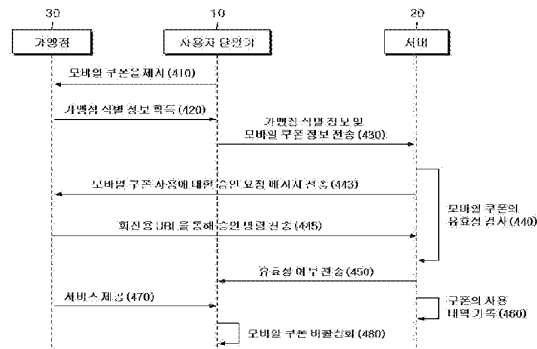 30
10
20
가맹점
사용자 단말기
서버
모바일 쿠폰을 제시(410)
가맹점 식별 정보 획득(420)
가맹점 식별 정보 및
모바일 쿠폰 정보 전송(430)
모바일 쿠폰 사용에 대한 승인 요청 메시지 전송(443)
모바일 쿠폰의
유효성 검사(440)
회신용 URL을 통해 승인 명령 전송(445)
유효성 여부 전송(450)
서비스 제공(470)
쿠폰의 사용
내역 기록(460)
모바일 쿠폰 비활성화(480)